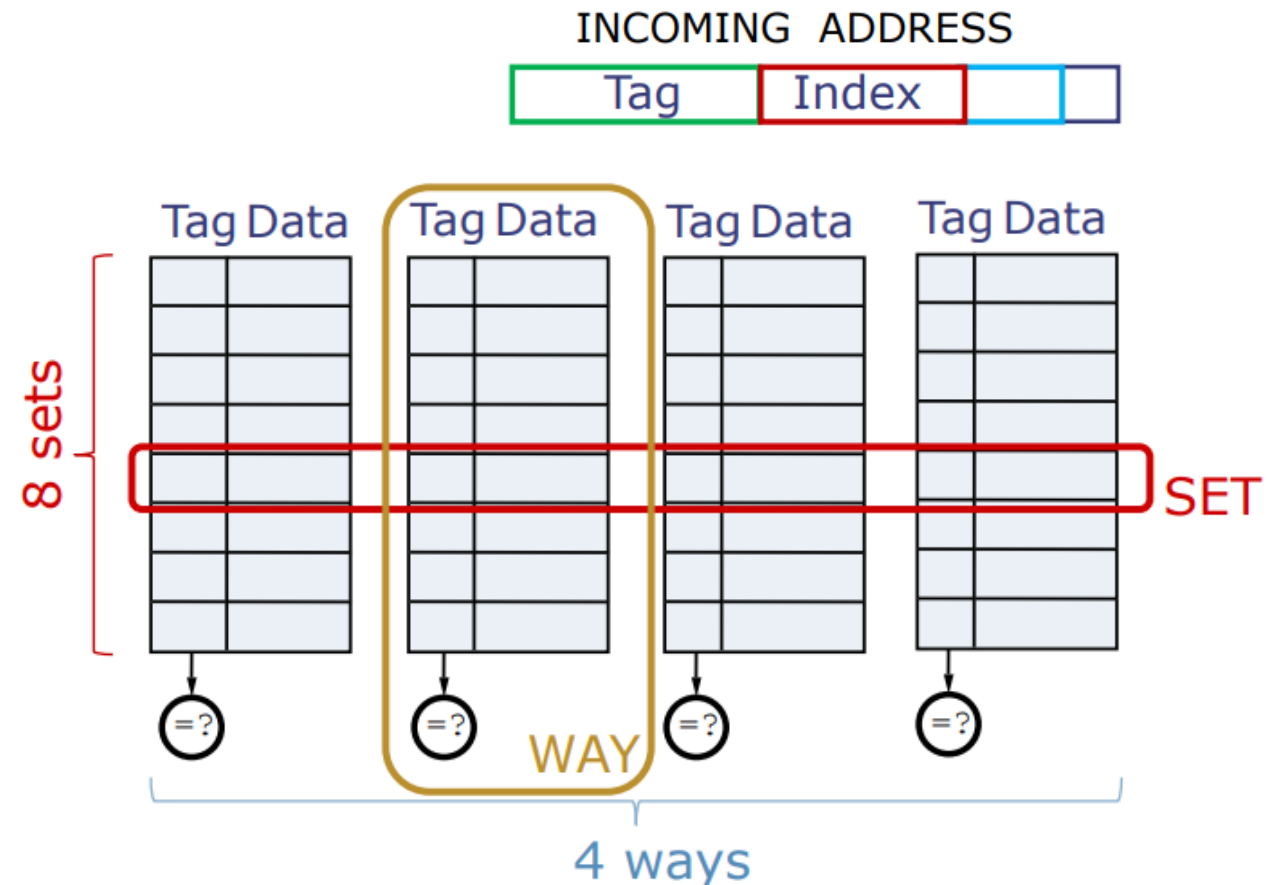 INCOMING ADDRESS
Tag Index
Tag Data Tag Data Tag Data Tag Data
8 sets
SET
=? =? =? =?
WAY
4 ways